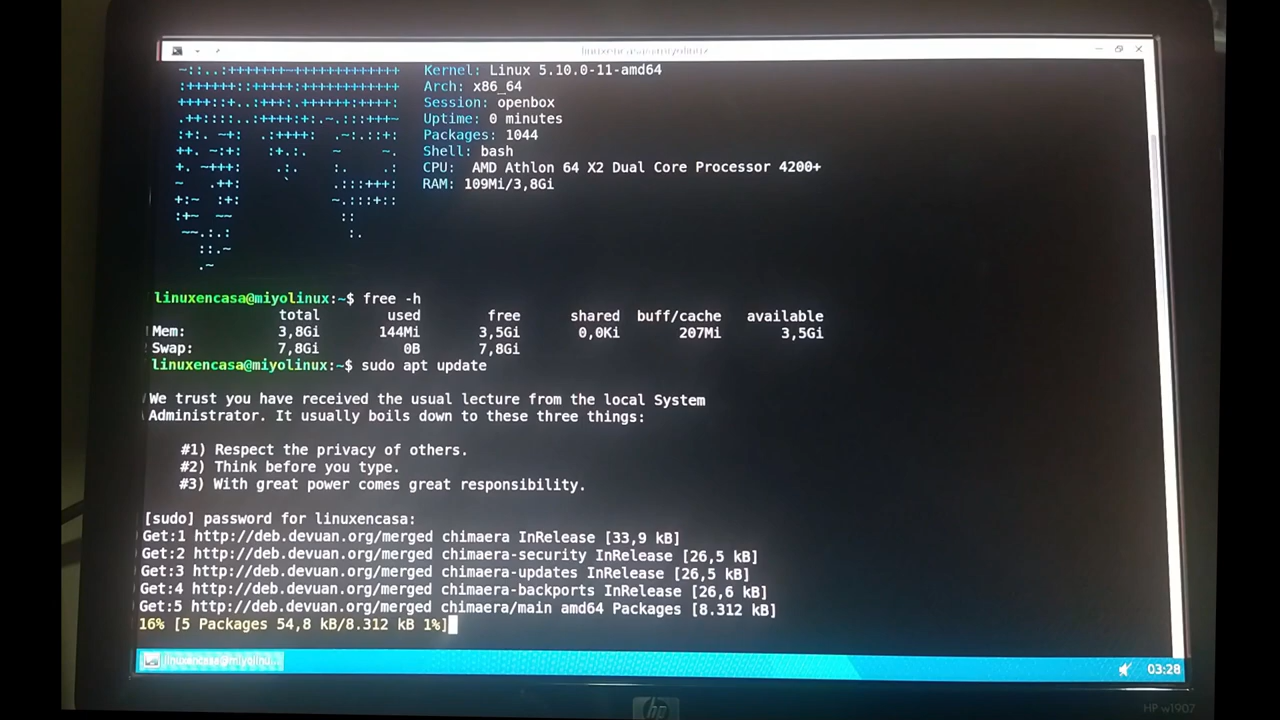 linuxencasa@miyolinux
~::..:+++++++~+++++++++++++ Kernel: Linux 5.10.0-11-amd64
:++++++::++++++:+++++++++++ Arch: x86_64
++++::+..:++++:.+++++++++++ Session: openbox
.++::::..::++++:+:.~.:::+++~ Uptime: 0 minutes
:+:. ~+: .:++++: .~:.::+: Packages: 1044
++. ~:+: :+:.: ~ ~. Shell: bash
+. ~+++: .:. :. .: CPU: AMD Athlon 64 X2 Dual Core Processor 4200+
~ .++: ` .:::+++: RAM: 109Mi/3,8Gi
+:~ :+: ~.:::+::
:+~ ~~ ::
~~.:.: :.
::.~
.~
linuxencasa@miyolinux:~$ free -h
total used free shared buff/cache available
Mem: 3,8Gi 144Mi 3,5Gi 0,0Ki 207Mi 3,5Gi
Swap: 7,8Gi 0B 7,8Gi
linuxencasa@miyolinux:~$ sudo apt update
We trust you have received the usual lecture from the local System
Administrator. It usually boils down to these three things:
#1) Respect the privacy of others.
#2) Think before you type.
#3) With great power comes great responsibility.
[sudo] password for linuxencasa:
Get:1 http://deb.devuan.org/merged chimaera InRelease [33,9 kB]
Get:2 http://deb.devuan.org/merged chimaera-security InRelease [26,5 kB]
Get:3 http://deb.devuan.org/merged chimaera-updates InRelease [26,5 kB]
Get:4 http://deb.devuan.org/merged chimaera-backports InRelease [26,6 kB]
Get:5 http://deb.devuan.org/merged chimaera/main amd64 Packages [8.312 kB]
16% [5 Packages 54,8 kB/8.312 kB 1%]
linuxencasa@miyolinu... 03:28
hp HP w1907